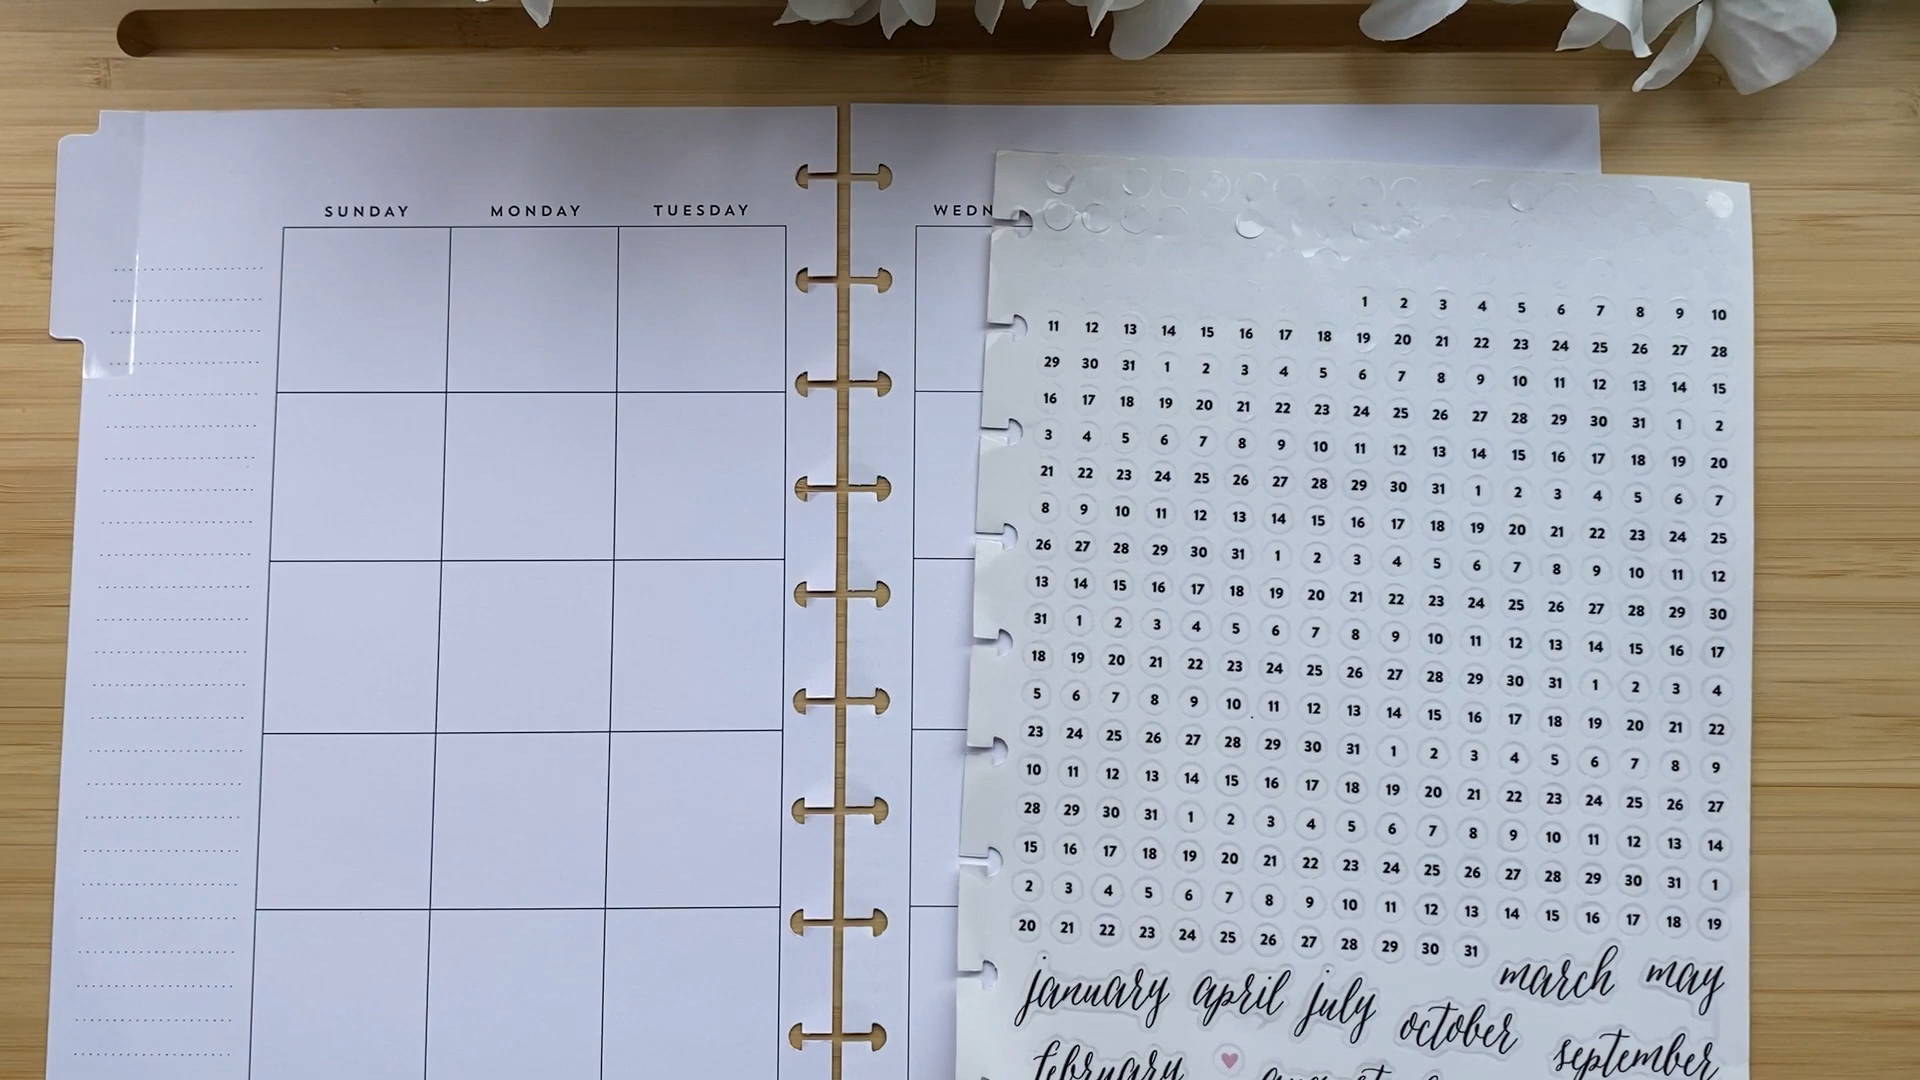 SUNDAY MONDAY TUESDAY WEDN
1 2 3 4 5 6 7 8 9 10
11 12 13 14 15 16 17 18 19 20 21 22 23 24 25 26 27 28
29 30 31 1 2 3 4 5 6 7 8 9 10 11 12 13 14 15
16 17 18 19 20 21 22 23 24 25 26 27 28 29 30 31 1 2
3 4 5 6 7 8 9 10 11 12 13 14 15 16 17 18 19 20
21 22 23 24 25 26 27 28 29 30 31 1 2 3 4 5 6 7
8 9 10 11 12 13 14 15 16 17 18 19 20 21 22 23 24 25
26 27 28 29 30 31 1 2 3 4 5 6 7 8 9 10 11 12
13 14 15 16 17 18 19 20 21 22 23 24 25 26 27 28 29 30
31 1 2 3 4 5 6 7 8 9 10 11 12 13 14 15 16 17
18 19 20 21 22 23 24 25 26 27 28 29 30 31 1 2 3 4
5 6 7 8 9 10 11 12 13 14 15 16 17 18 19 20 21 22
23 24 25 26 27 28 29 30 31 1 2 3 4 5 6 7 8 9
10 11 12 13 14 15 16 17 18 19 20 21 22 23 24 25 26 27
28 29 30 31 1 2 3 4 5 6 7 8 9 10 11 12 13 14
15 16 17 18 19 20 21 22 23 24 25 26 27 28 29 30 31 1
2 3 4 5 6 7 8 9 10 11 12 13 14 15 16 17 18 19
20 21 22 23 24 25 26 27 28 29 30 31
january april july october march may
february september